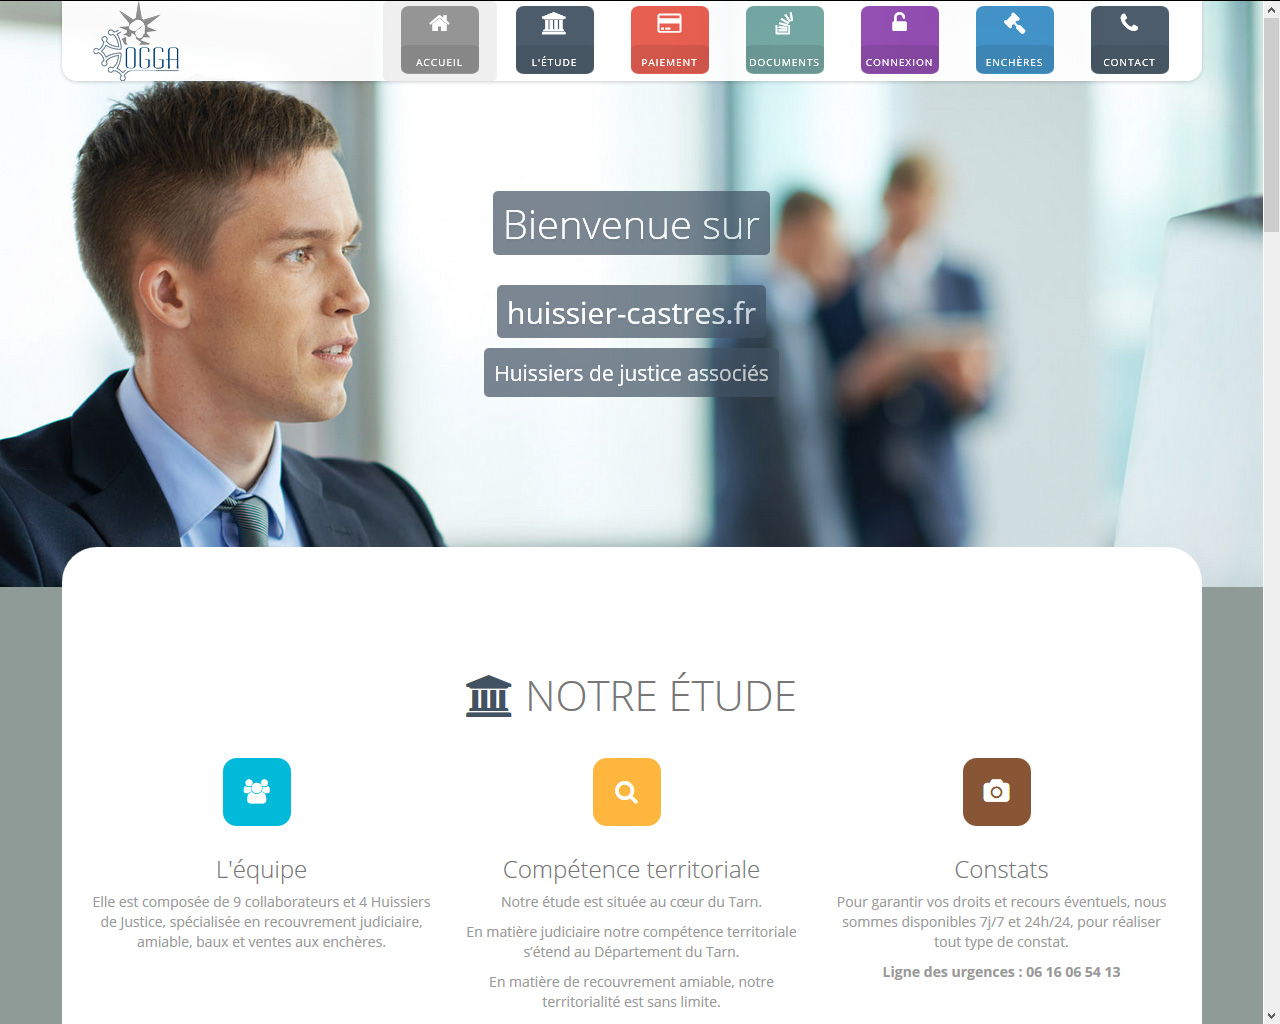 OGGA
ACCUEIL
L'ÉTUDE
PAIEMENT
DOCUMENTS
CONNEXION
ENCHÈRES
CONTACT
Bienvenue sur
huissier-castres.fr
Huissiers de justice associés
NOTRE ÉTUDE
L'équipe
Elle est composée de 9 collaborateurs et 4 Huissiers
de Justice, spécialisée en recouvrement judiciaire,
amiable, baux et ventes aux enchères.
Compétence territoriale
Notre étude est située au cœur du Tarn.
En matière judiciaire notre compétence territoriale
s’étend au Département du Tarn.
En matière de recouvrement amiable, notre
territorialité est sans limite.
Constats
Pour garantir vos droits et recours éventuels, nous
sommes disponibles 7j/7 et 24h/24, pour réaliser
tout type de constat.
Ligne des urgences : 06 16 06 54 13